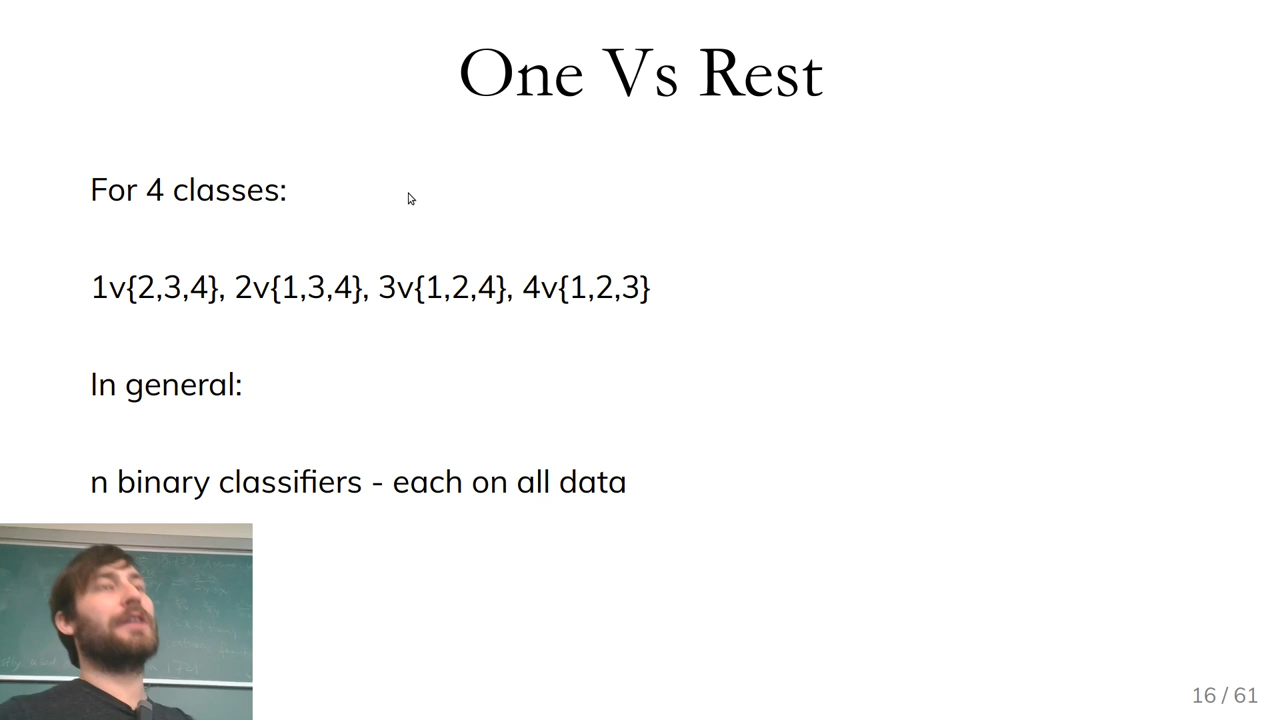 One Vs Rest
For 4 classes:
1v{2,3,4}, 2v{1,3,4}, 3v{1,2,4}, 4v{1,2,3}
In general:
n binary classifiers - each on all data
16 / 61